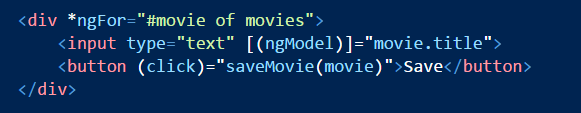 <div *ngFor="#movie of movies">
<input type="text" [(ngModel)]="movie.title">
<button (click)="saveMovie(movie)">Save</button>
</div>